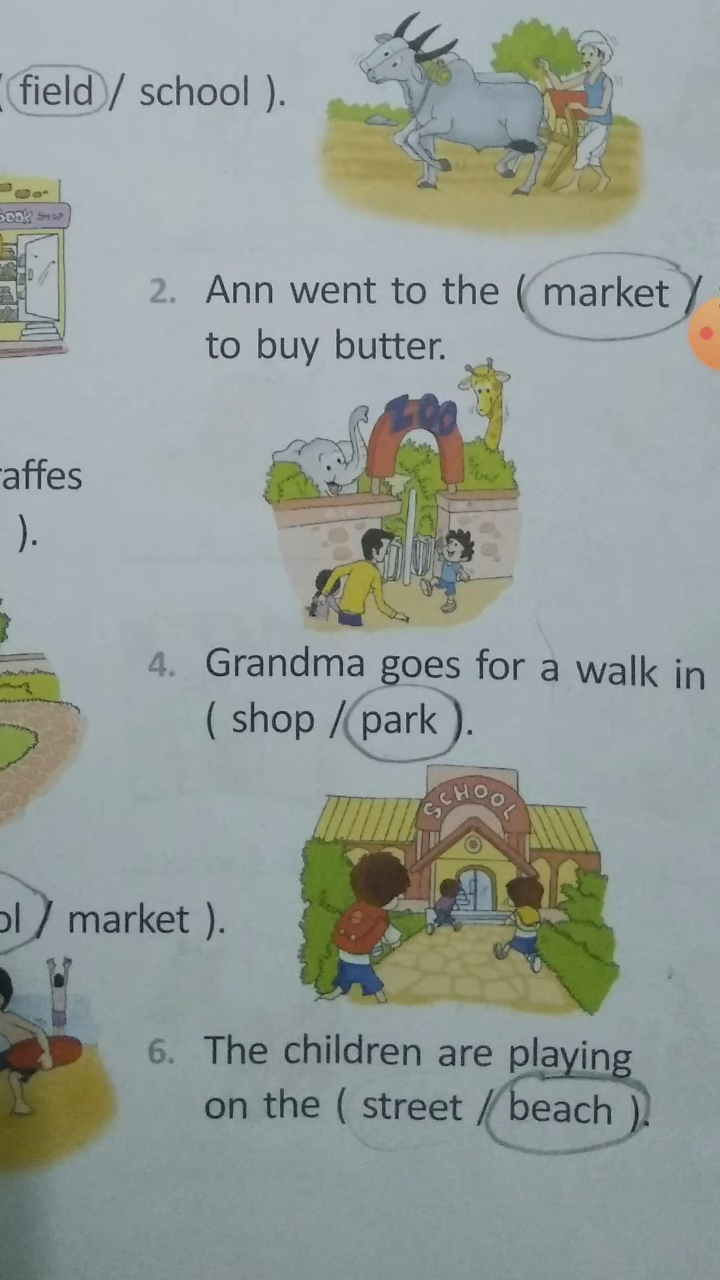 ( field / school ).
BOOK SHOP
2. Ann went to the ( market /
to buy butter.
ZOO
affes
).
4. Grandma goes for a walk in
( shop / park ).
SCHOOL
ol / market ).
6. The children are playing
on the ( street / beach ).